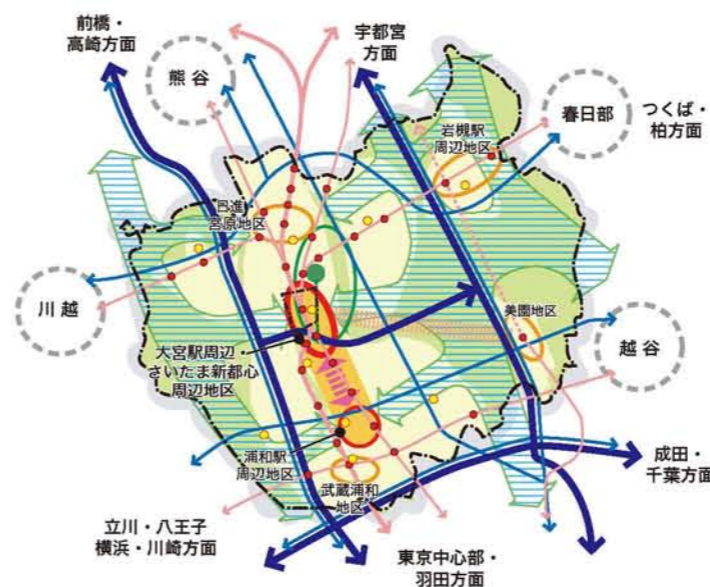 前橋・
高崎方面
熊谷
宇都宮
方面
春日部
つくば・
柏方面
岩槻駅
周辺地区
日進
宮原地区
川越
美園地区
越谷
大宮駅周辺・
さいたま新都心
周辺地区
浦和駅
周辺地区
武蔵浦和
地区
成田・
千葉方面
立川・八王子
横浜・川崎方面
東京中心部・
羽田方面